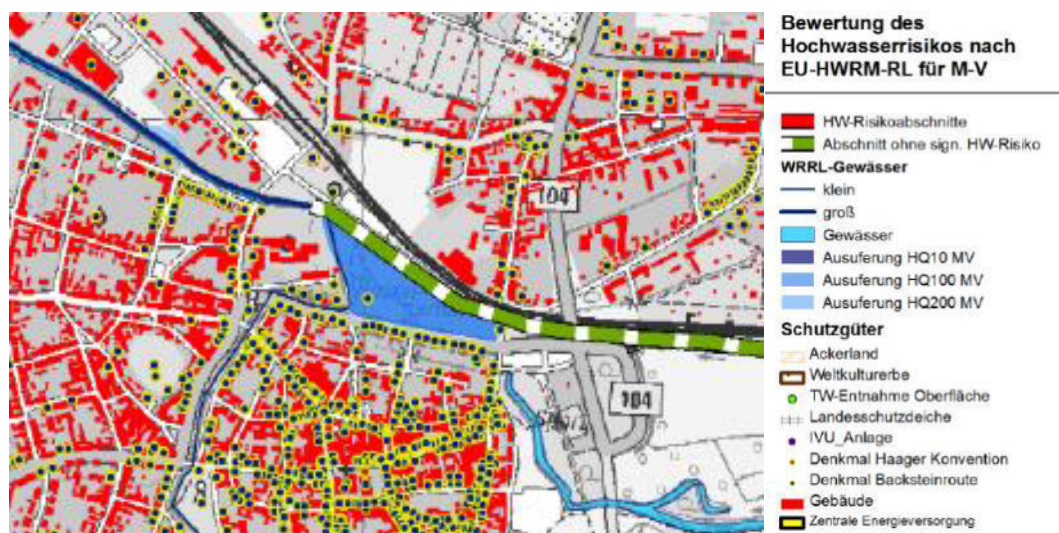 Bewertung des
Hochwasserrisikos nach
EU-HWRM-RL für M-V
HW-Risikoabschnitte
Abschnitt ohne sign. HW-Risiko
WRRL-Gewässer
klein
groß
Gewässer
Ausuferung HQ10 MV
Ausuferung HQ100 MV
Ausuferung HQ200 MV
Schutzgüter
Ackerland
Weltkulturerbe
TW-Entnahme Oberfläche
Landesschutzdeiche
IVU_Anlage
Denkmal Haager Konvention
Denkmal Backsteinroute
Gebäude
Zentrale Energieversorgung
104
104